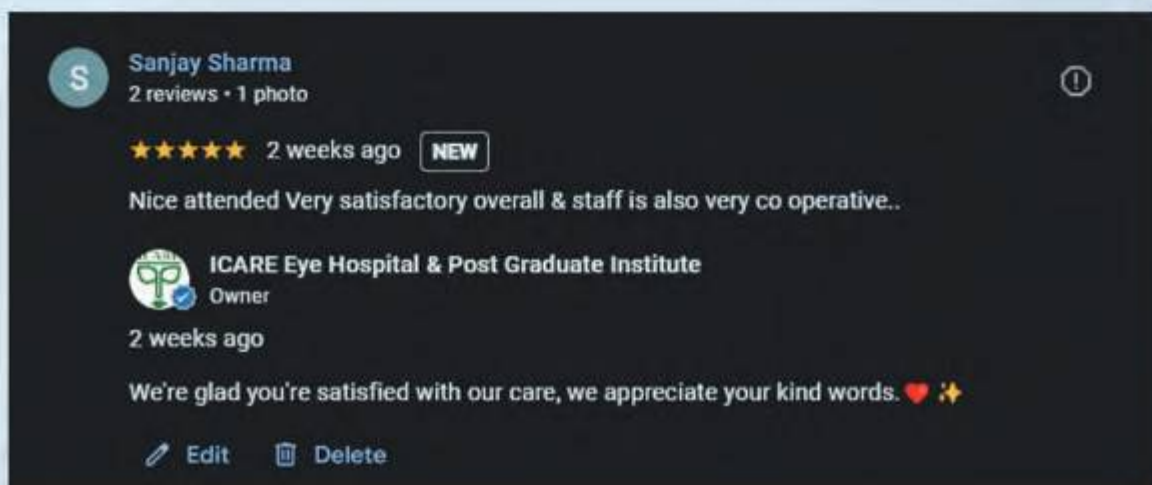 S
Sanjay Sharma
2 reviews • 1 photo
★★★★★ 2 weeks ago NEW
Nice attended Very satisfactory overall & staff is also very co operative..
ICARE Eye Hospital & Post Graduate Institute
Owner
2 weeks ago
We're glad you're satisfied with our care, we appreciate your kind words.❤️ ✨
Edit Delete